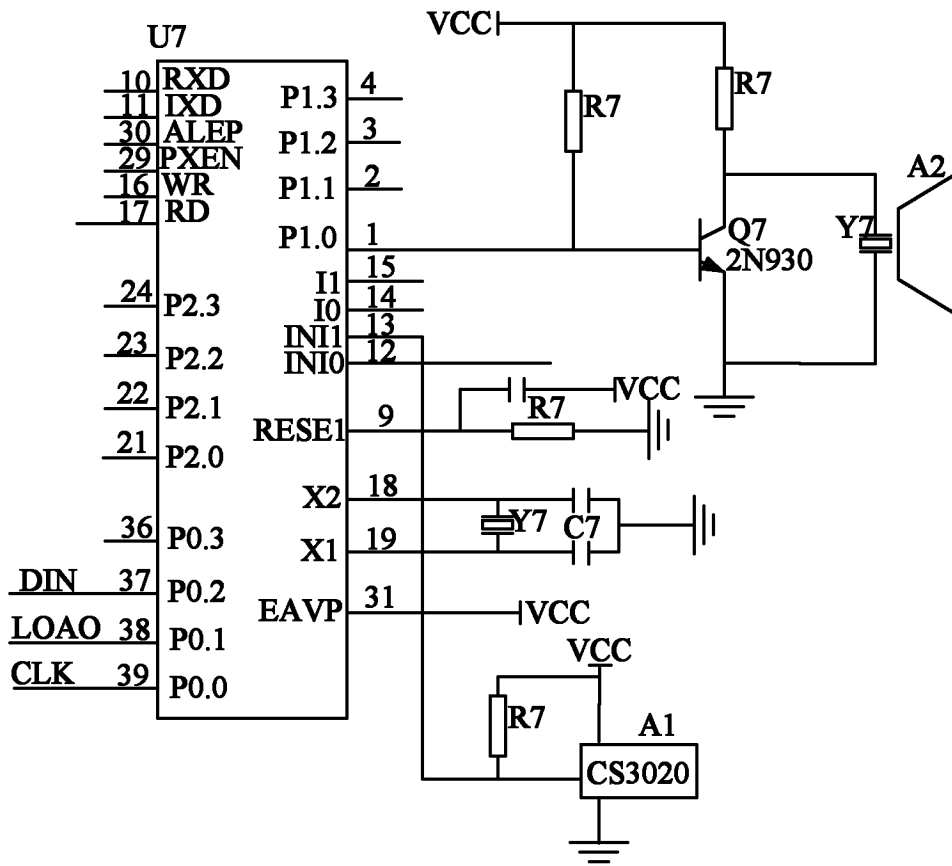 VCC
U7
10 RXD
11 IXD
30 ALEP
29 PXEN
16 WR
17 RD
24 P2.3
23 P2.2
22 P2.1
21 P2.0
36 P0.3
DIN 37 P0.2
LOAO 38 P0.1
CLK 39 P0.0
P1.3 4
P1.2 3
P1.1 2
P1.0 1
I1 15
I0 14
INI1 13
INI0 12
RESE1 9
X2 18
X1 19
EAVP 31
R7
R7
A2
Y7
Q7
2N930
VCC
R7
Y7
C7
VCC
VCC
R7
A1
CS3020